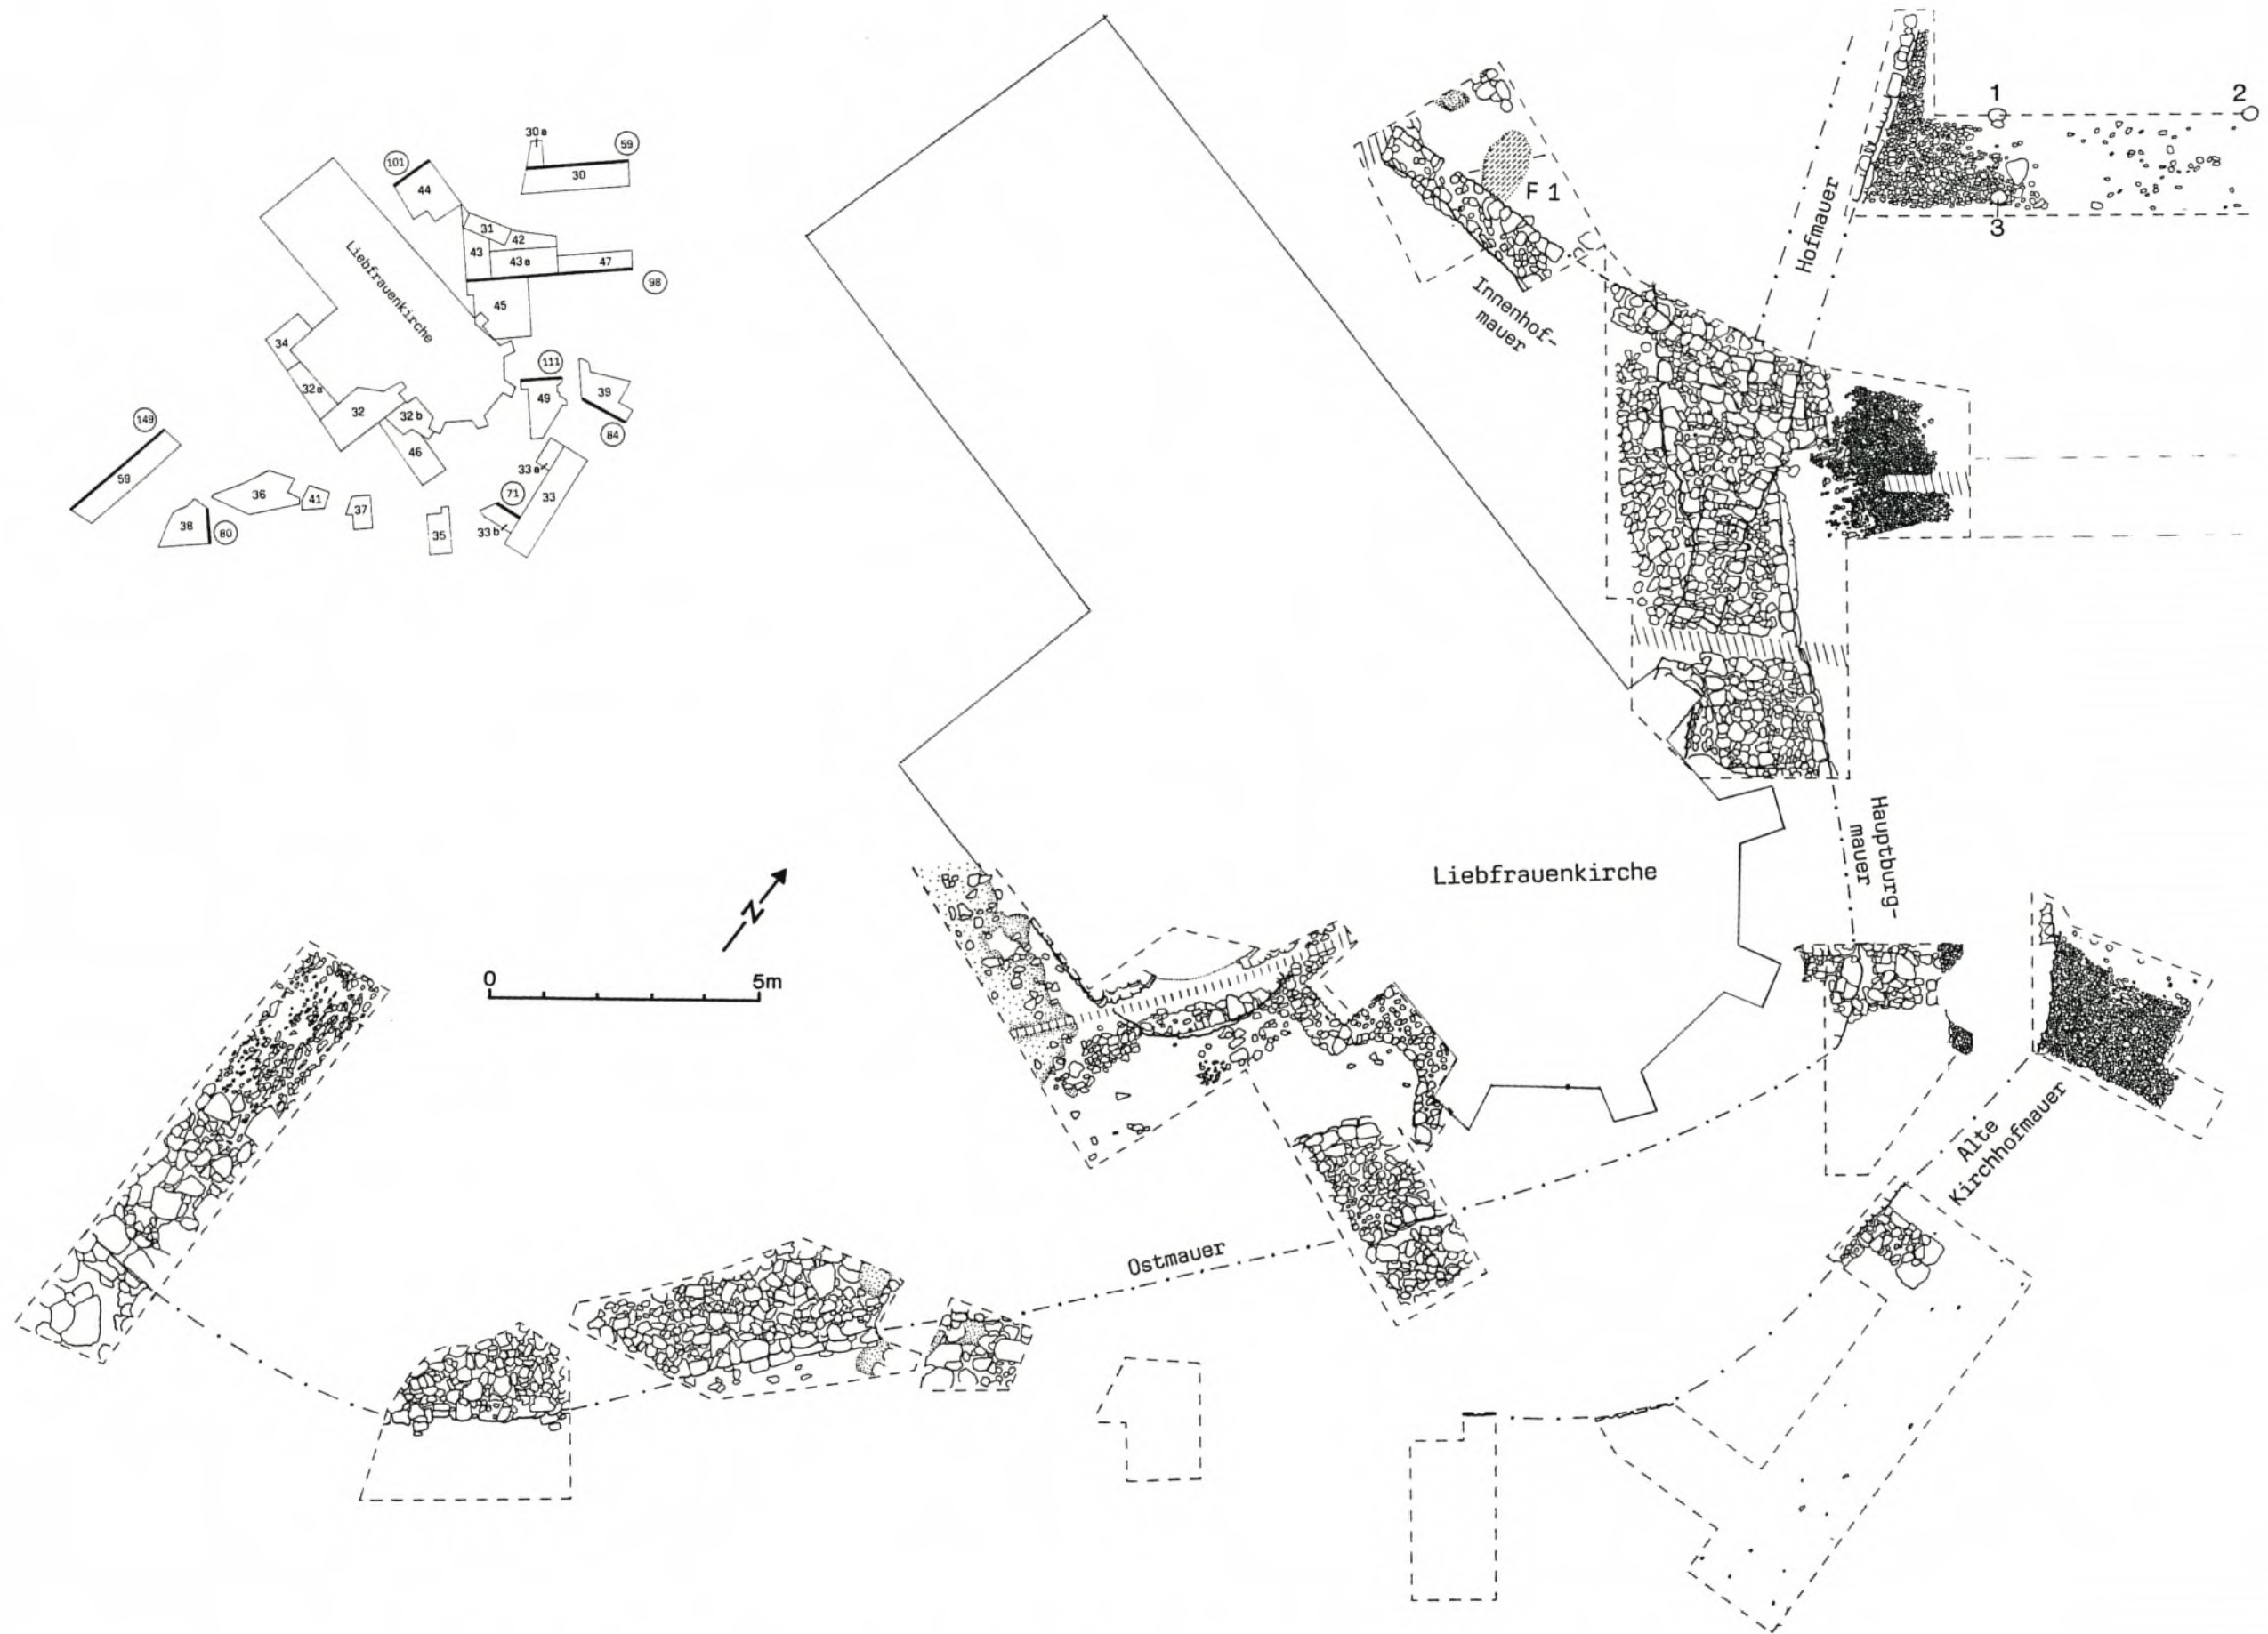 30a
59
101
44
30
31
42
43
43a
47
98
45
Liebfrauenkirche
34
32a
32
32b
46
111
49
39
84
149
59
36
41
37
38
80
35
33a
33
71
33b
1
2
3
F 1
Hofmauer
Innenhof-
mauer
Hauptburg-
mauer
Liebfrauenkirche
N
0
5m
Alte
Kirchhofmauer
Ostmauer